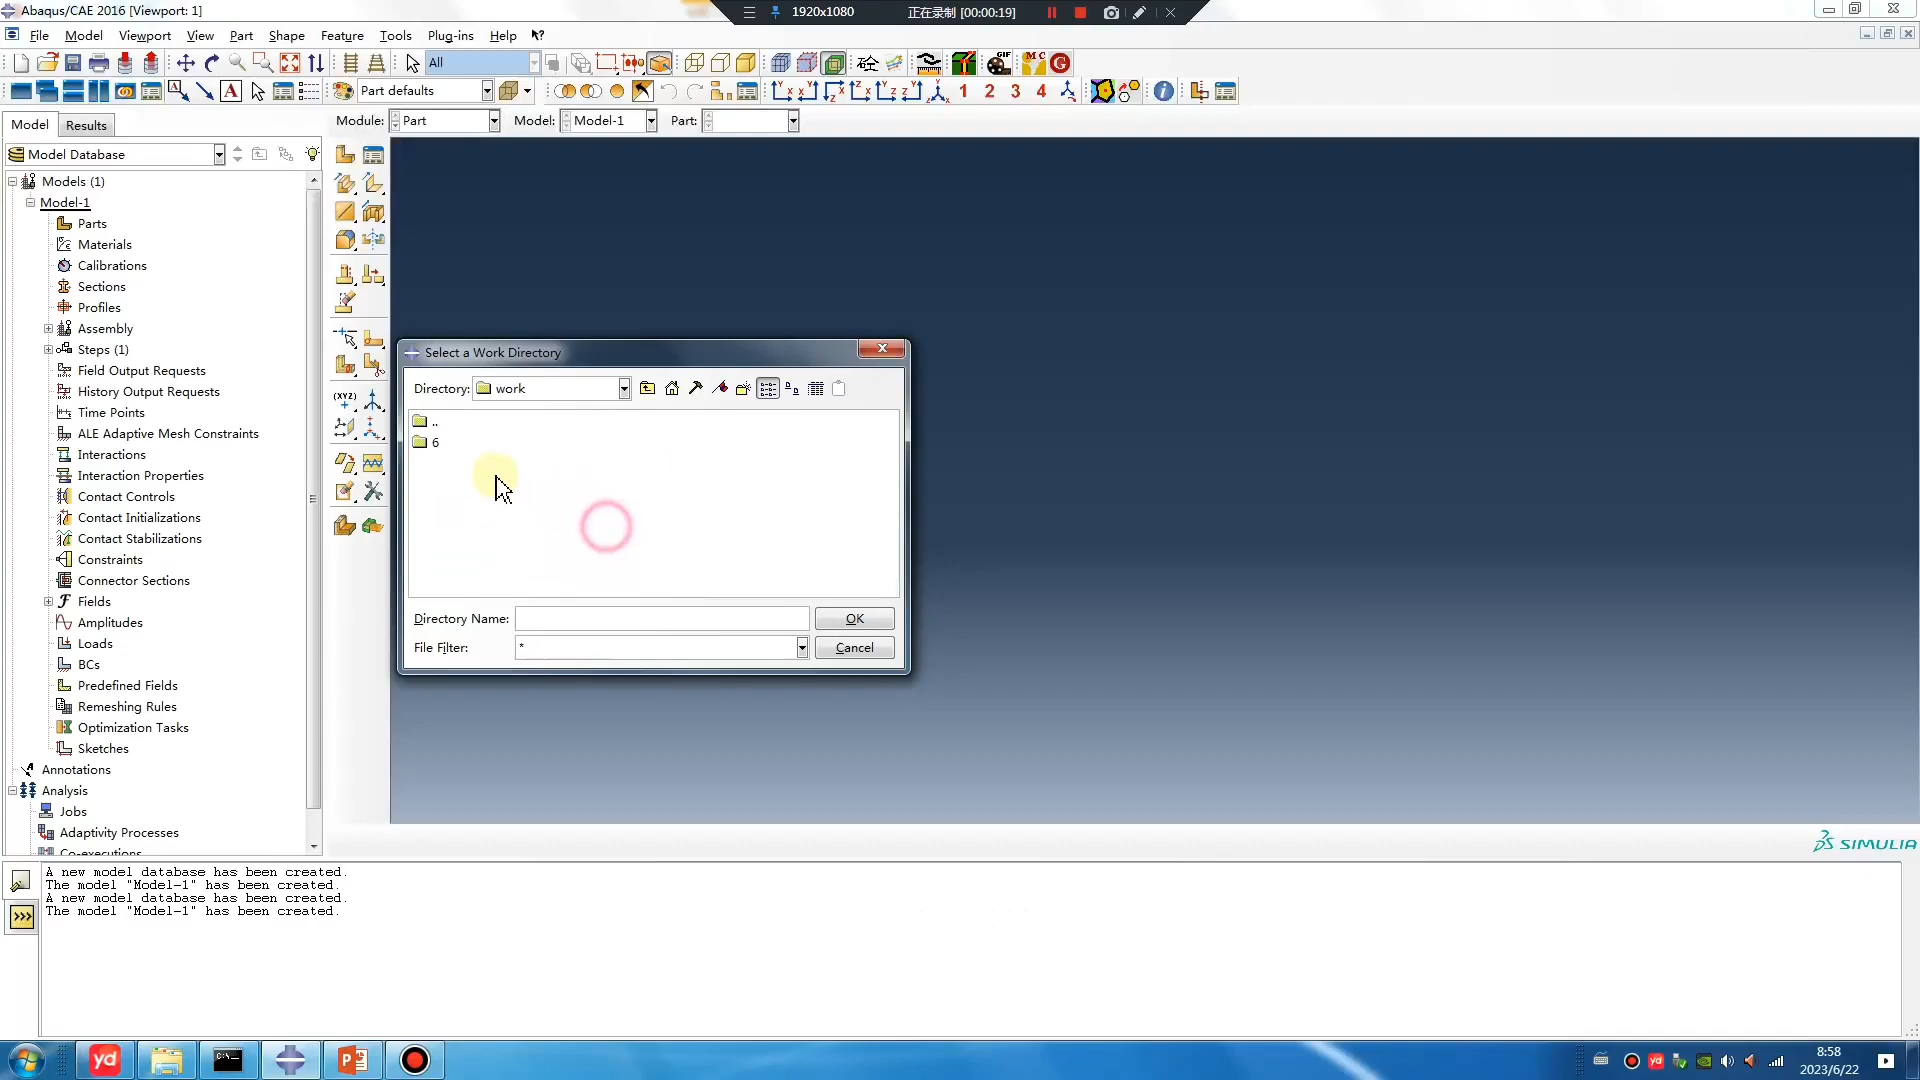 Abaqus/CAE 2016 [Viewport: 1]
1920x1080
正在录制 [00:00:19]
File Model Viewport View Part Shape Feature Tools Plug-ins Help
All
GIF
M C
G
砼
A
Part defaults
1 2 3 4
Model Results
Module: Part Model: Model-1 Part:
Model Database
Models (1)
Model-1
Parts
Materials
Calibrations
Sections
Profiles
Assembly
Steps (1)
Field Output Requests
History Output Requests
Time Points
ALE Adaptive Mesh Constraints
Interactions
Interaction Properties
Contact Controls
Contact Initializations
Contact Stabilizations
Constraints
Connector Sections
Fields
Amplitudes
Loads
BCs
Predefined Fields
Remeshing Rules
Optimization Tasks
Sketches
Annotations
Analysis
Jobs
Adaptivity Processes
Co-executions
(XYZ)
Select a Work Directory
Directory: work
..
6
Directory Name:
OK
File Filter: *
Cancel
SIMULIA
A new model database has been created.
The model "Model-1" has been created.
A new model database has been created.
The model "Model-1" has been created.
>>>
yd
C:\_
P
yd
8:58
2023/6/22